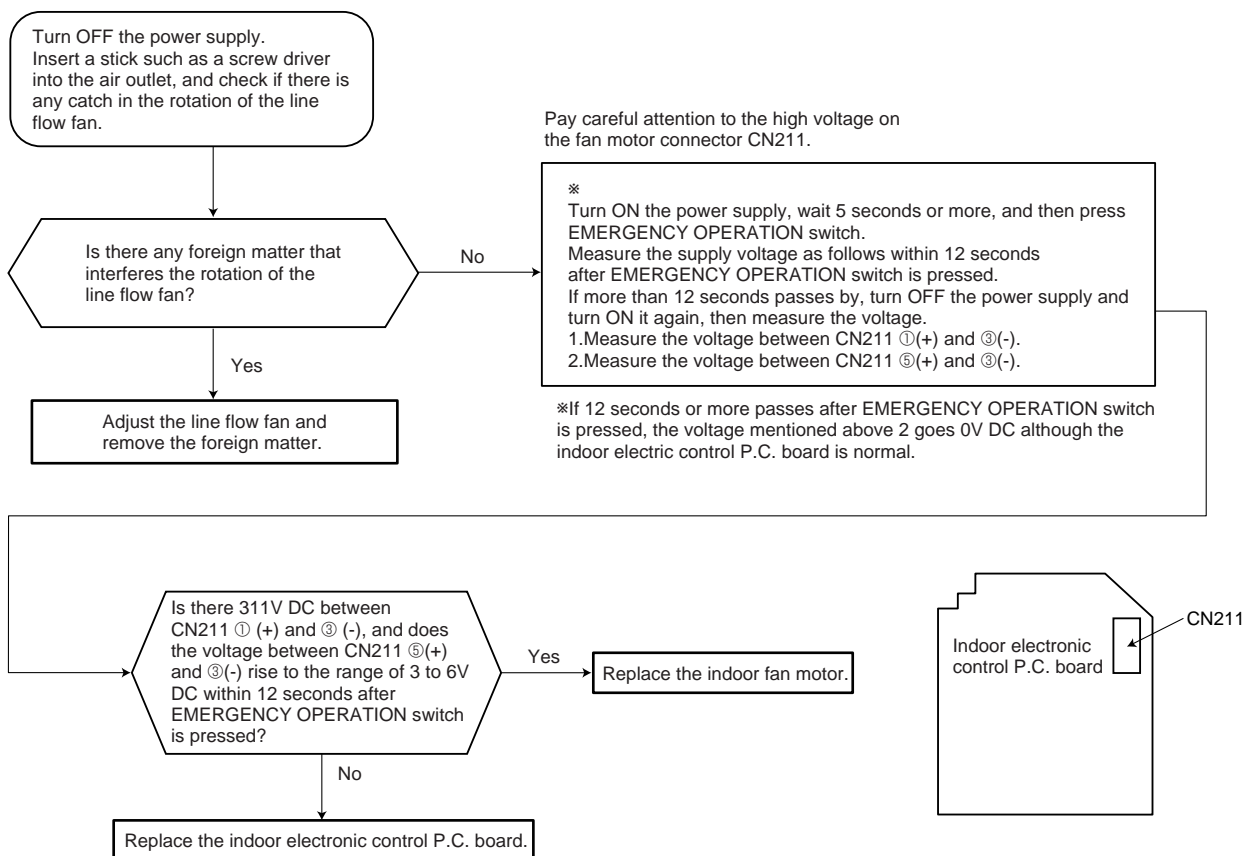 Turn OFF the power supply.
Insert a stick such as a screw driver
into the air outlet, and check if there is
any catch in the rotation of the line
flow fan.
Is there any foreign matter that
interferes the rotation of the
line flow fan?
No
Yes
Adjust the line flow fan and
remove the foreign matter.
Pay careful attention to the high voltage on
the fan motor connector CN211.
※
Turn ON the power supply, wait 5 seconds or more, and then press
EMERGENCY OPERATION switch.
Measure the supply voltage as follows within 12 seconds
after EMERGENCY OPERATION switch is pressed.
If more than 12 seconds passes by, turn OFF the power supply and
turn ON it again, then measure the voltage.
1.Measure the voltage between CN211 ①(+) and ③(-).
2.Measure the voltage between CN211 ⑤(+) and ③(-).
※If 12 seconds or more passes after EMERGENCY OPERATION switch
is pressed, the voltage mentioned above 2 goes 0V DC although the
indoor electric control P.C. board is normal.
Is there 311V DC between
CN211 ① (+) and ③ (-), and does
the voltage between CN211 ⑤(+)
and ③(-) rise to the range of 3 to 6V
DC within 12 seconds after
EMERGENCY OPERATION switch
is pressed?
Yes
Replace the indoor fan motor.
No
Replace the indoor electronic control P.C. board.
Indoor electronic
control P.C. board
CN211